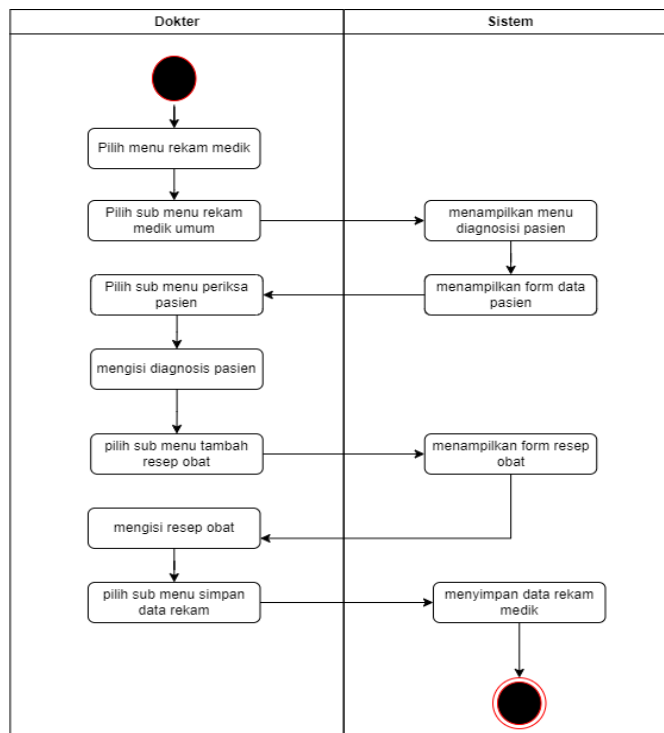 Dokter
Sistem
Pilih menu rekam medik
Pilih sub menu rekam
medik umum
menampilkan menu
diagnosisi pasien
Pilih sub menu periksa
pasien
menampilkan form data
pasien
mengisi diagnosis pasien
pilih sub menu tambah
resep obat
menampilkan form resep
obat
mengisi resep obat
pilih sub menu simpan
data rekam
menyimpan data rekam
medik